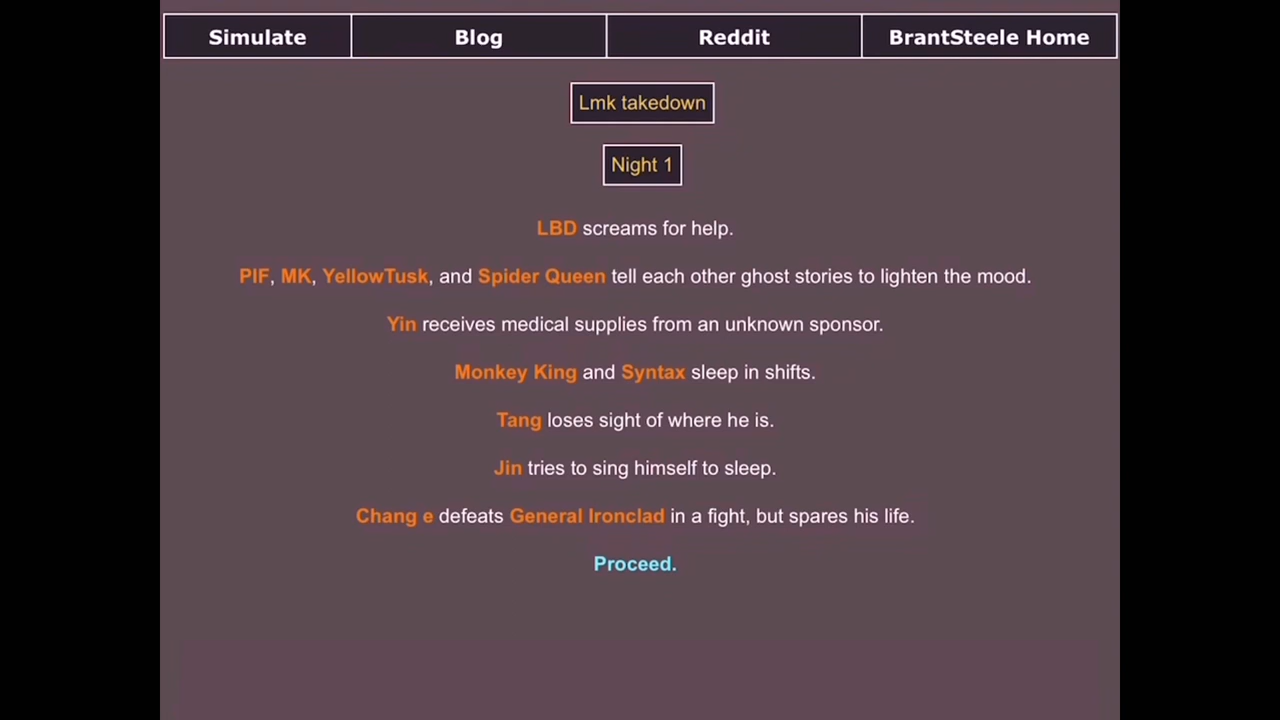 Simulate Blog Reddit BrantSteele Home
Lmk takedown
Night 1
LBD screams for help.
PIF, MK, YellowTusk, and Spider Queen tell each other ghost stories to lighten the mood.
Yin receives medical supplies from an unknown sponsor.
Monkey King and Syntax sleep in shifts.
Tang loses sight of where he is.
Jin tries to sing himself to sleep.
Chang e defeats General Ironclad in a fight, but spares his life.
Proceed.